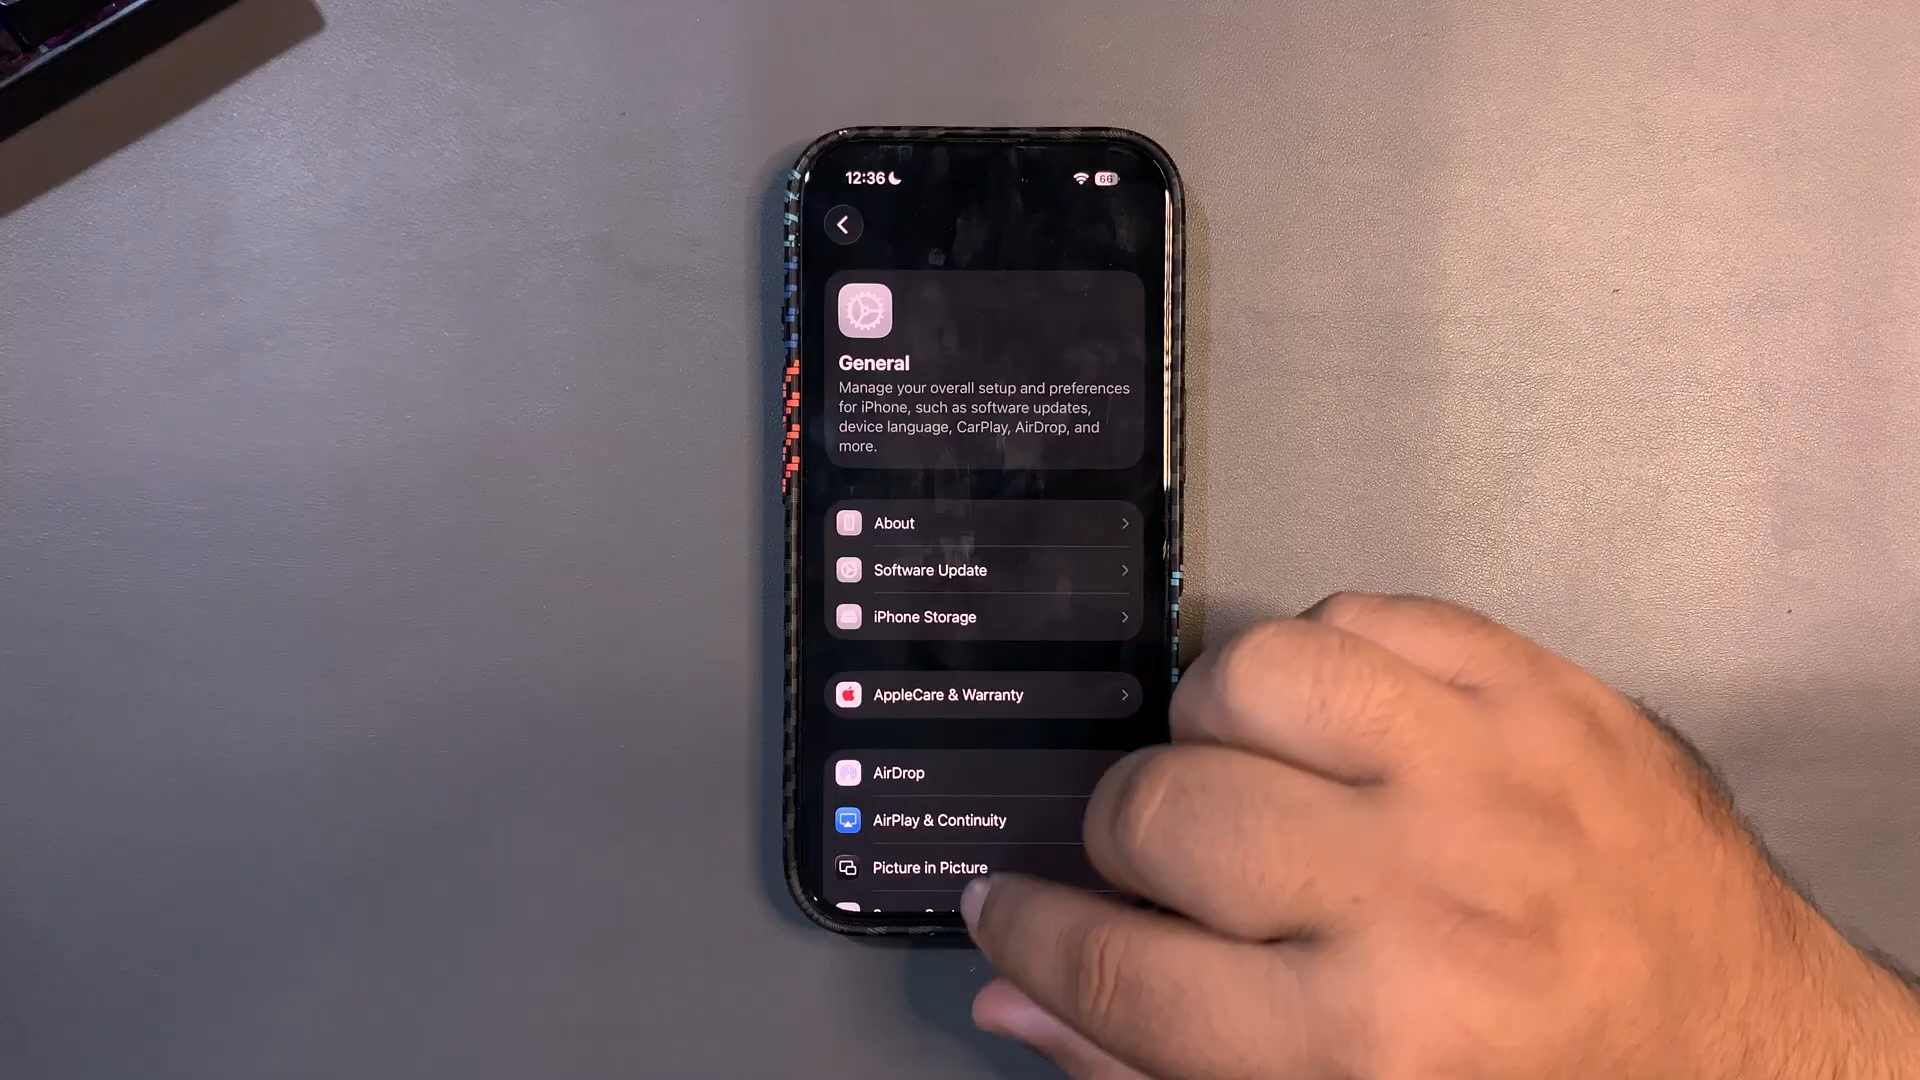 12:36
66
General
Manage your overall setup and preferences
for iPhone, such as software updates,
device language, CarPlay, AirDrop, and
more.
About
Software Update
iPhone Storage
AppleCare & Warranty
AirDrop
AirPlay & Continuity
Picture in Picture